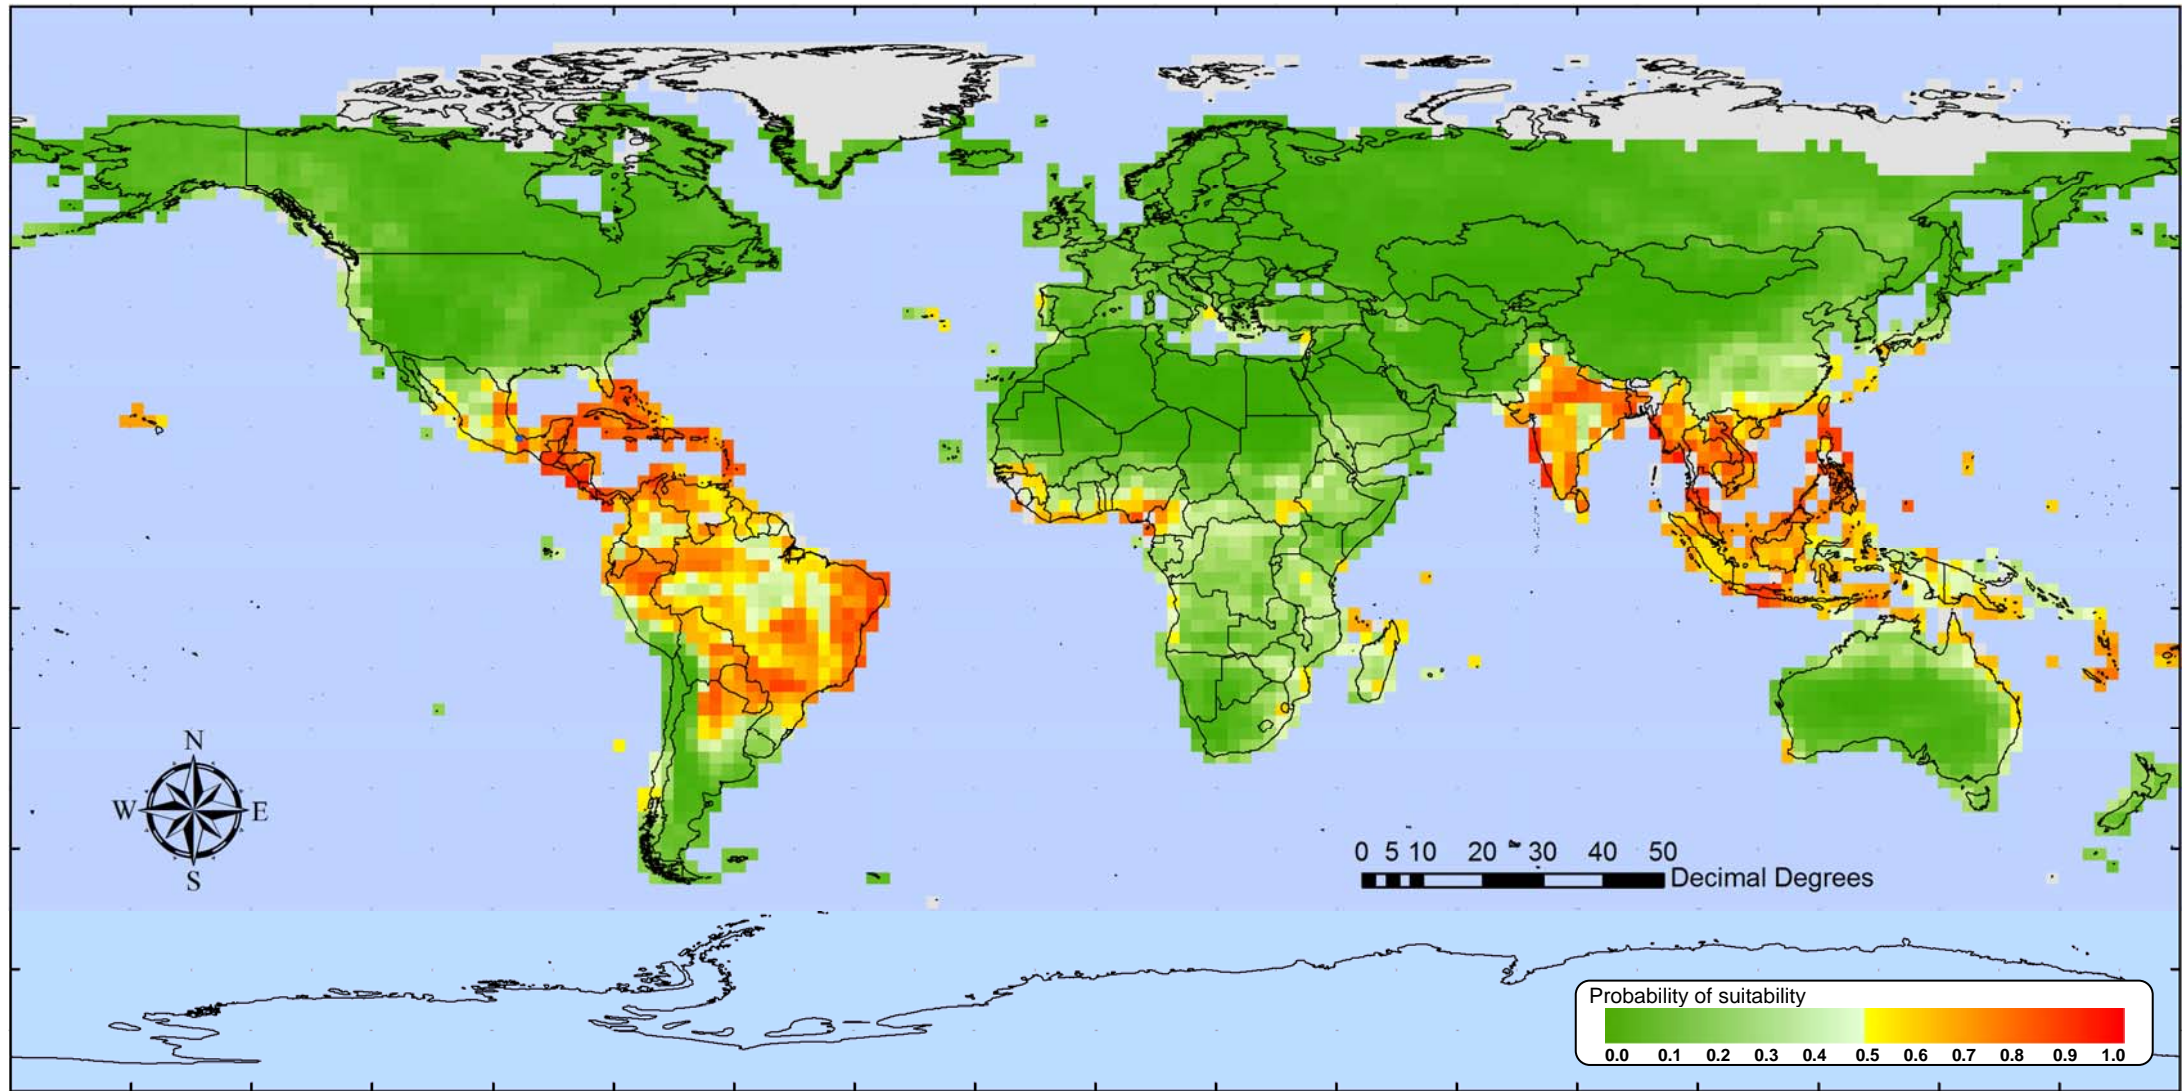 N
W E
S
0 5 10 20 30 40 50
Decimal Degrees
Probability of suitability
0.0 0.1 0.2 0.3 0.4 0.5 0.6 0.7 0.8 0.9 1.0